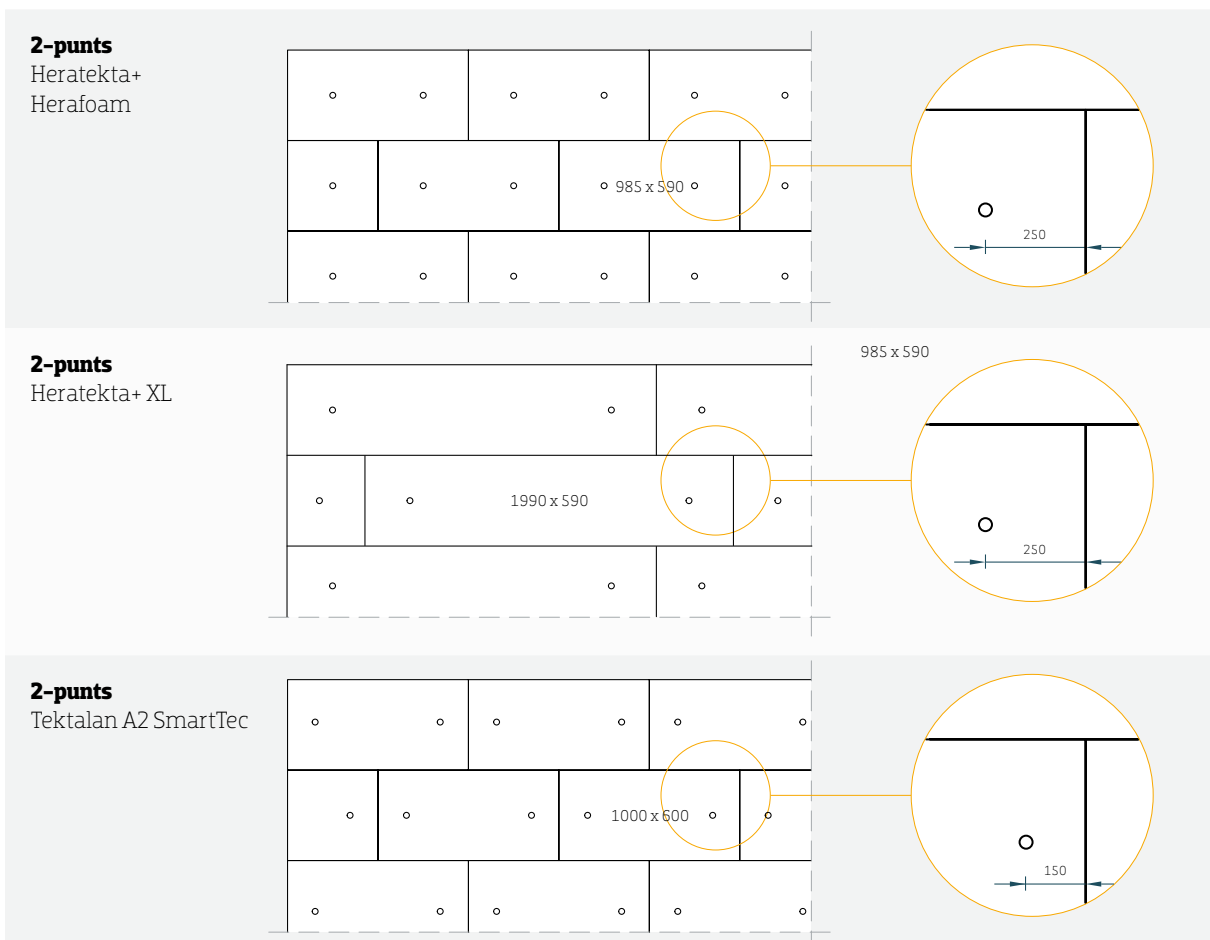 2-punts
Heratekta+
Herafoam
985 x 590
250
2-punts
Heratekta+ XL
985 x 590
1990 x 590
250
2-punts
Tektalan A2 SmartTec
1000 x 600
150